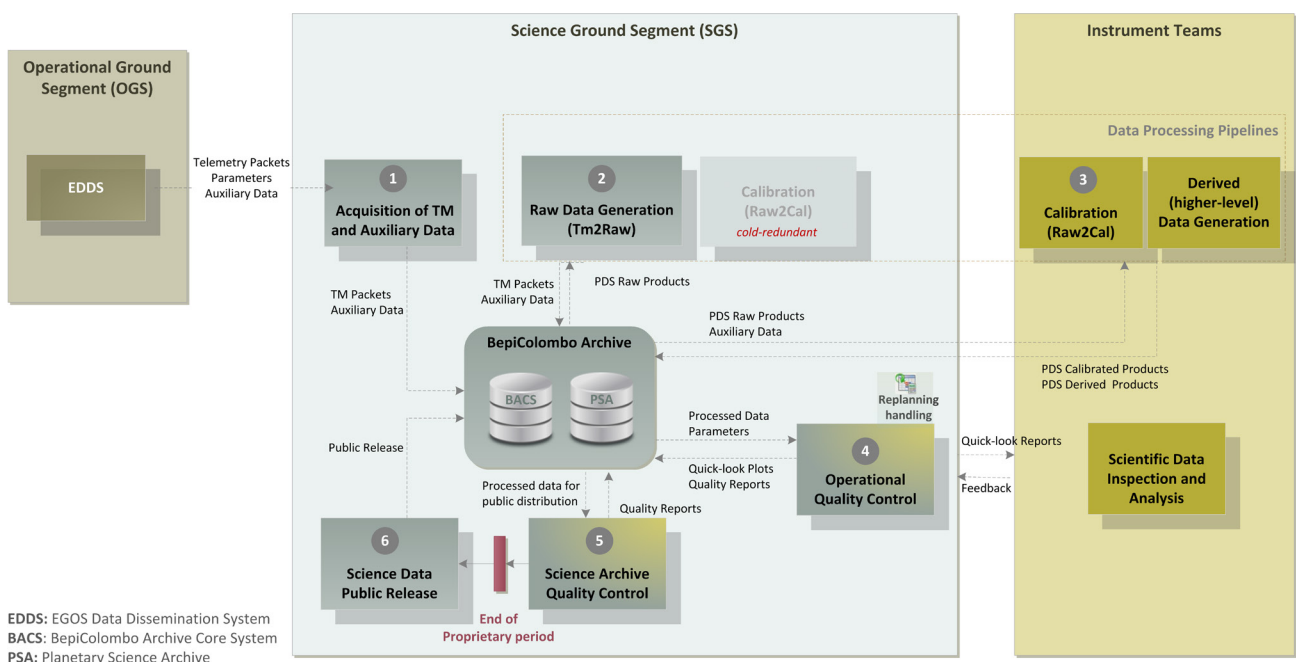 Science Ground Segment (SGS)
Instrument Teams
Operational Ground
Segment (OGS)
EDDS
Telemetry Packets
Parameters
Auxiliary Data
1
Acquisition of TM
and Auxiliary Data
2
Raw Data Generation
(Tm2Raw)
Calibration
(Raw2Cal)
cold-redundant
Data Processing Pipelines
3
Calibration
(Raw2Cal)
Derived
(higher-level)
Data Generation
TM Packets
Auxiliary Data
TM Packets
Auxiliary Data
PDS Raw Products
PDS Raw Products
Auxiliary Data
BepiColombo Archive
BACS
PSA
PDS Calibrated Products
PDS Derived Products
Replanning
handling
Processed Data
Parameters
Quick-look Plots
Quality Reports
4
Operational
Quality Control
Quick-look Reports
Feedback
Scientific Data
Inspection and
Analysis
Public Release
Processed data for
public distribution
Quality Reports
6
Science Data
Public Release
5
Science Archive
Quality Control
End of
Proprietary period
EDDS: EGOS Data Dissemination System
BACS: BepiColombo Archive Core System
PSA: Planetary Science Archive